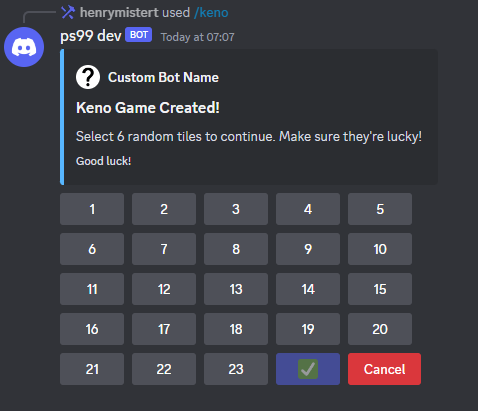 henrymistert used /keno
ps99 dev BOT Today at 07:07
? Custom Bot Name
Keno Game Created!
Select 6 random tiles to continue. Make sure they're lucky!
Good luck!
1 2 3 4 5
6 7 8 9 10
11 12 13 14 15
16 17 18 19 20
21 22 23 ✅ Cancel